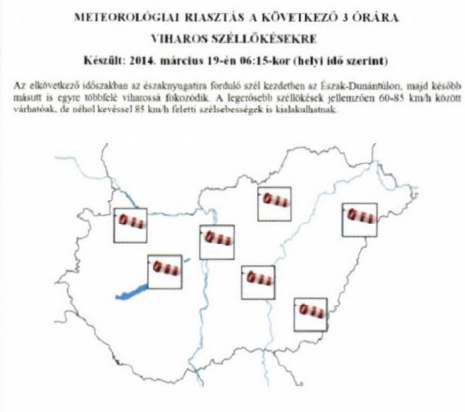 METEOROLÓGIAI RIASZTÁS A KÖVETKEZŐ 3 ÓRÁRA
VIHAROS SZÉLLÖKÉSEKRE
Készült: 2014. március 19-én 06:15-kor (helyi idő szerint)
Az elkövetkező időszakban az északnyugatira forduló szél kezdetben az Észak-Dunántúlon, majd később
másutt is egyre többfelé viharossá fokozódik. A legerősebb széllökések jellemzően 60-85 km/h között
várhatóak, de néhol kevéssel 85 km/h feletti szélsebességek is kialakulhatnak.